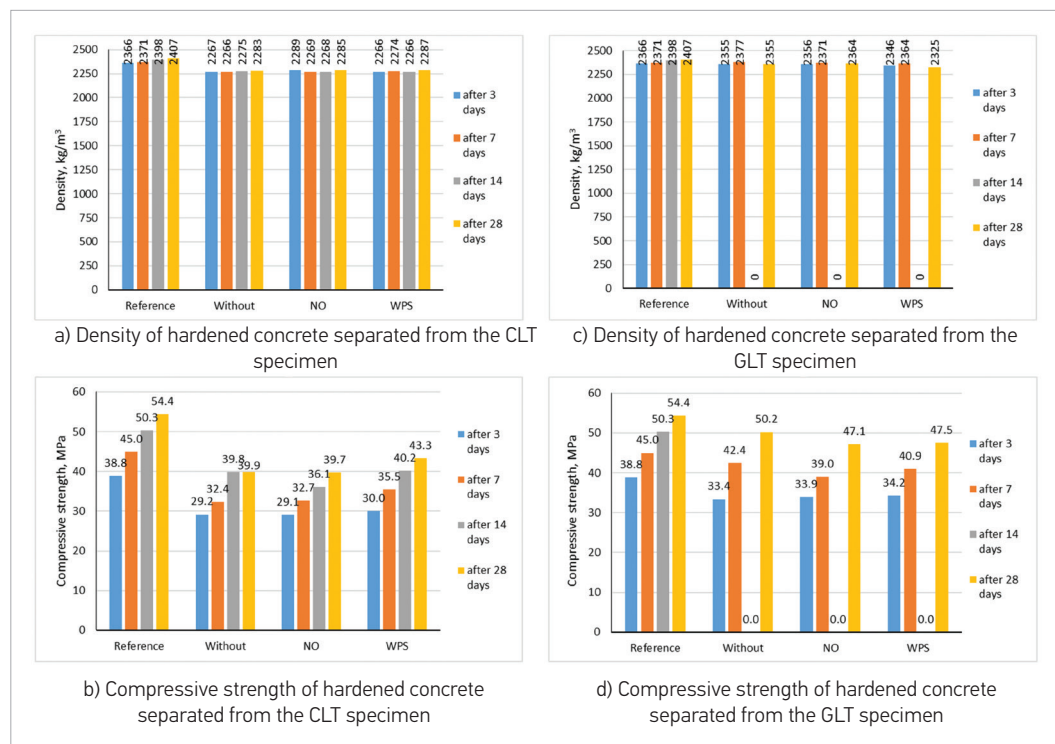 2366 2371 2398 2407 2267 2266 2275 2283 2289 2269 2268 2285 2266 2274 2266 2287
2500
2250
2000
1750
1500
1250
1000
750
500
250
0
Density, kg/m³
Reference Without NO WPS
after 3
days
after 7
days
after 14
days
after 28
days
a) Density of hardened concrete separated from the CLT
specimen
2366 2371 2398 2407 2355 2377 0 2355 2356 2371 0 2364 2346 2364 0 2325
2500
2250
2000
1750
1500
1250
1000
750
500
250
0
Density, kg/m³
Reference Without NO WPS
after 3
days
after 7
days
after 14
days
after 28
days
c) Density of hardened concrete separated from the
GLT specimen
60
50
40
30
20
10
0
Compressive strength, MPa
38.8 45.0 50.3 54.4 29.2 32.4 39.8 39.9 29.1 32.7 36.1 39.7 30.0 35.5 40.2 43.3
Reference Without NO WPS
after 3
days
after 7
days
after 14
days
after 28
days
b) Compressive strength of hardened concrete
separated from the CLT specimen
60
50
40
30
20
10
0
Compressive strength, MPa
38.8 45.0 50.3 54.4 33.4 42.4 0.0 50.2 33.9 39.0 0.0 47.1 34.2 40.9 0.0 47.5
Reference Without NO WPS
after 3
days
after 7
days
after 14
days
after 28
days
d) Compressive strength of hardened concrete
separated from the GLT specimen